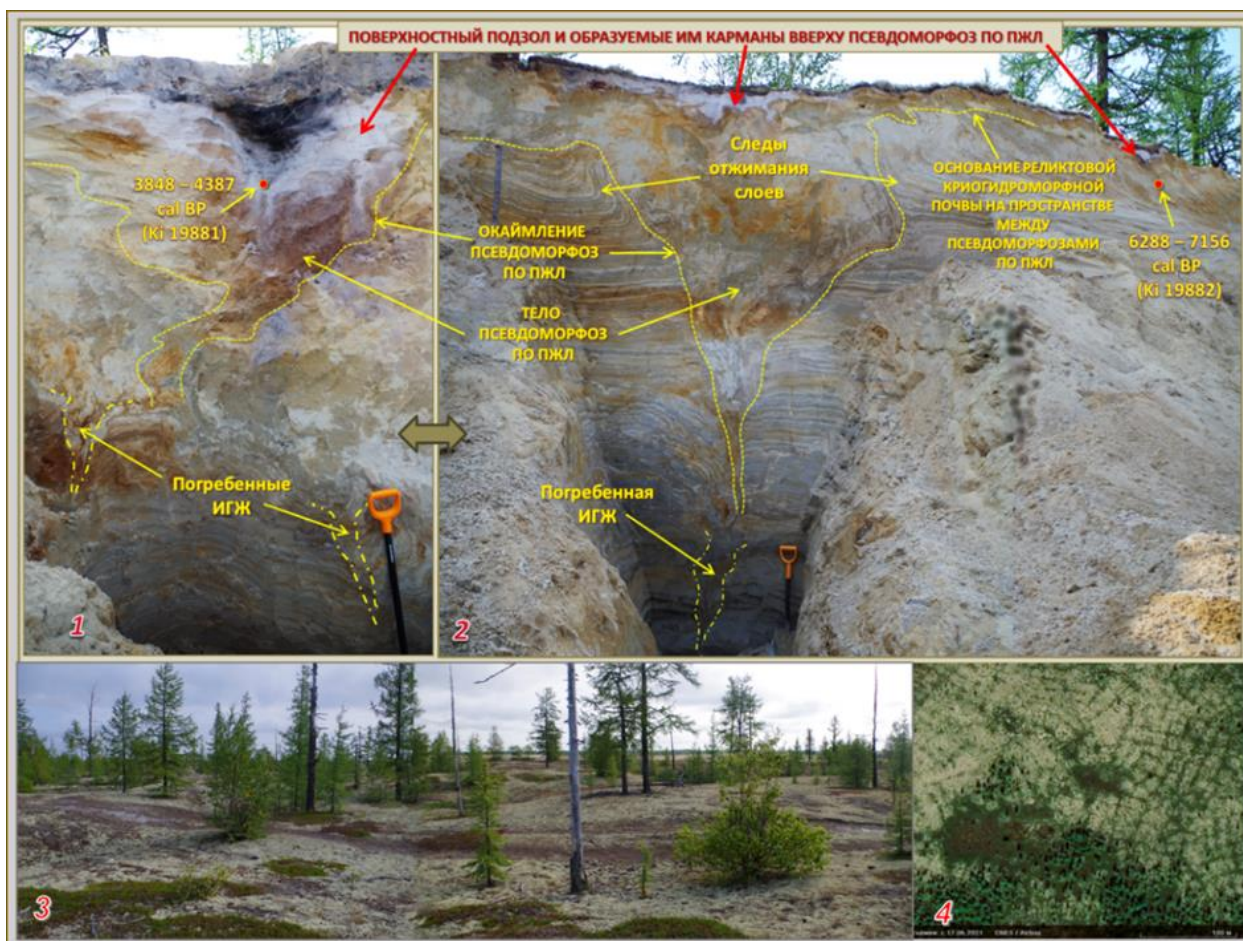 ПОВЕРХНОСТНЫЙ ПОДЗОЛ И ОБРАЗУЕМЫЕ ИМ КАРМАНЫ ВВЕРХУ ПСЕВДОМОРФОЗ ПО ПЖЛ
3848 – 4387
cal BP
(Ki 19881)
ОКАЙМЛЕНИЕ
ПСЕВДОМОРФОЗ
ПО ПЖЛ
ТЕЛО
ПСЕВДОМОРФОЗ
ПО ПЖЛ
Погребенные
ИГЖ
1
Следы
отжимания
слоев
ОСНОВАНИЕ РЕЛИКТОВОЙ
КРИОГИДРОМОРФНОЙ
ПОЧВЫ НА ПРОСТРАНСТВЕ
МЕЖДУ
ПСЕВДОМОРФОЗАМИ
ПО ПЖЛ
6288 – 7156
cal BP
(Ki 19882)
Погребенная
ИГЖ
2
3
4
100 м